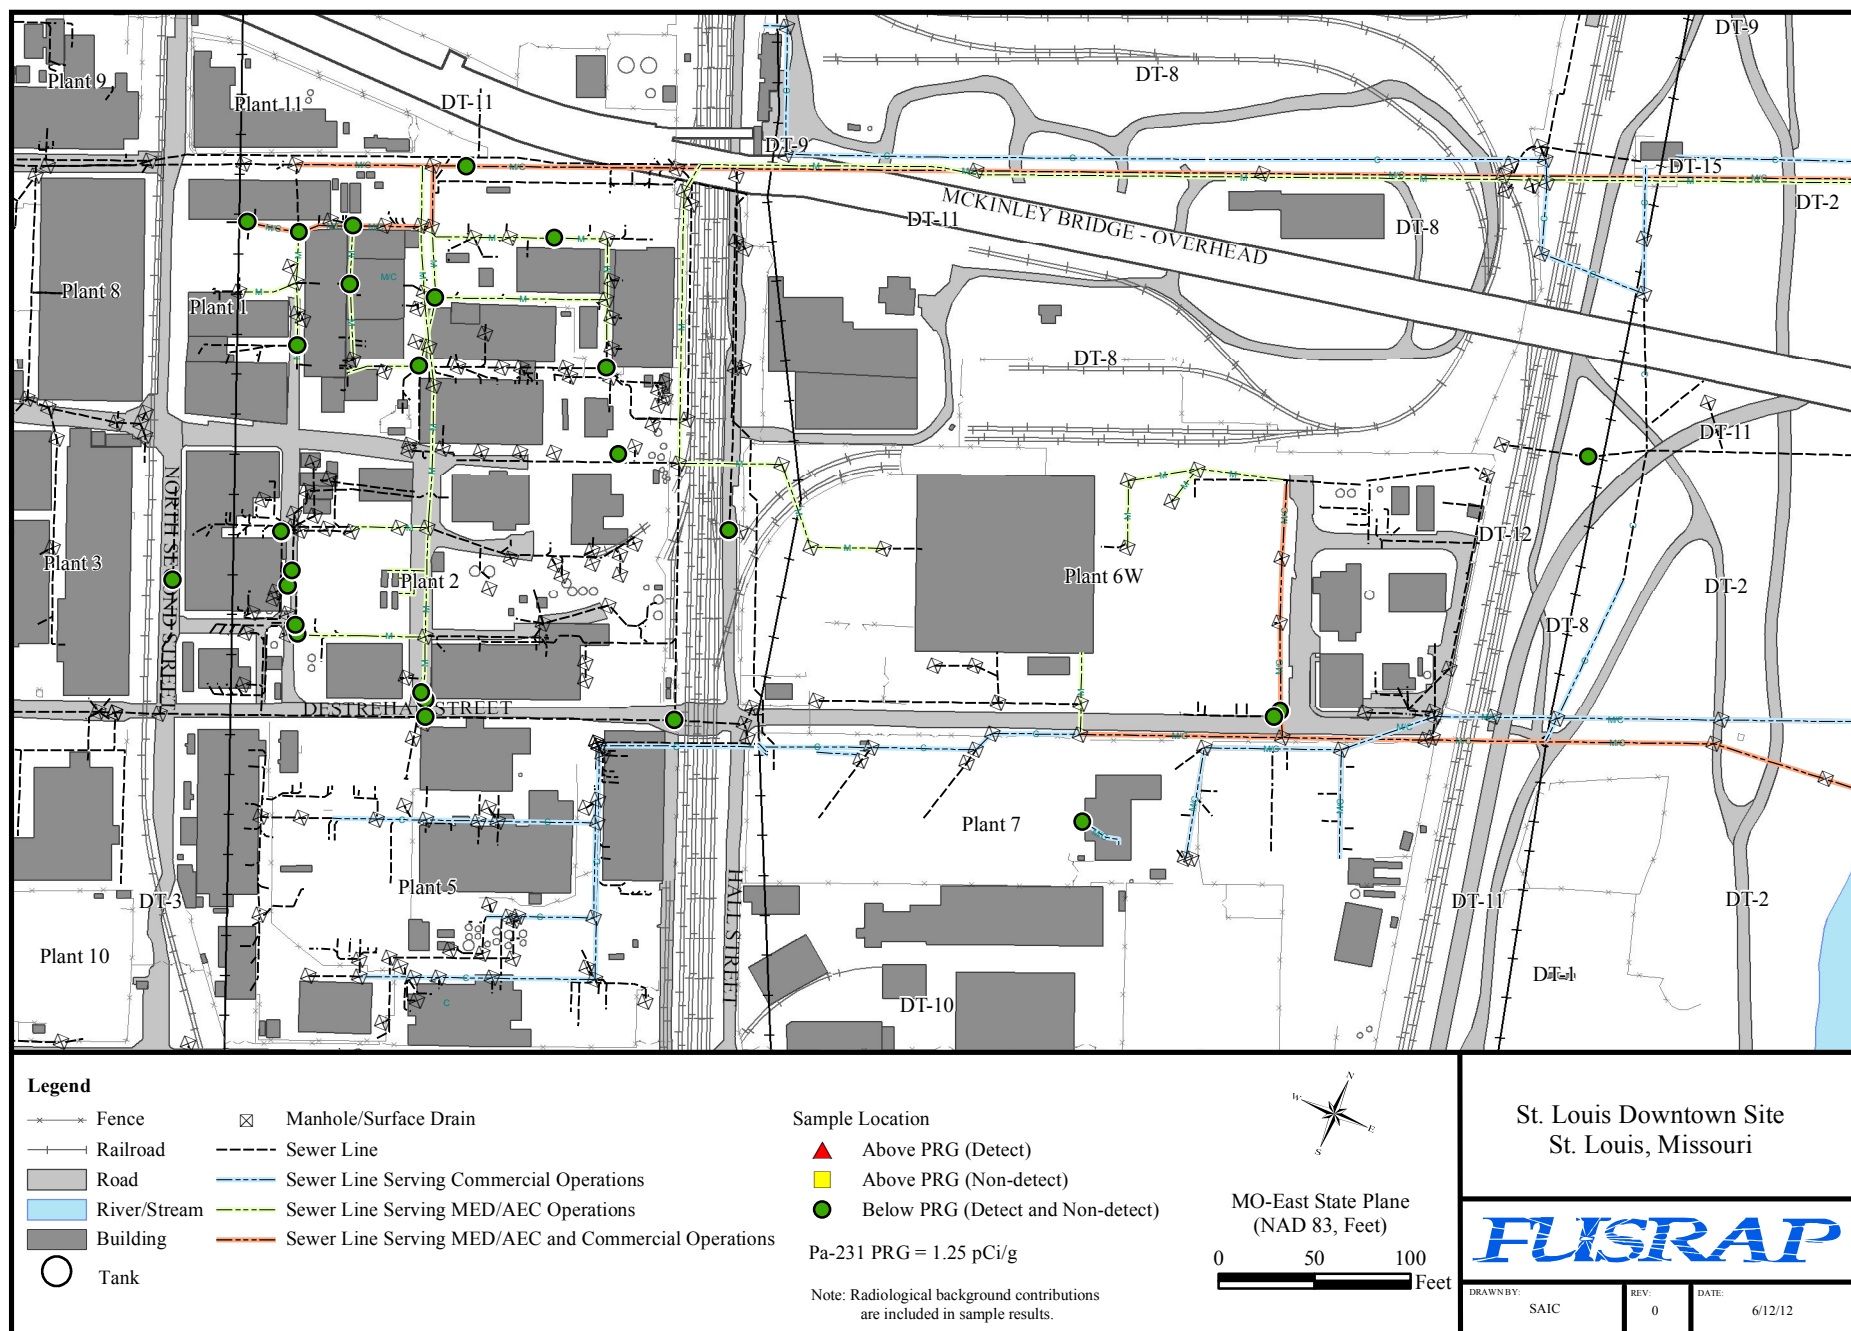 DT-9
Plant 9
DT-8
Plant 11
DT-11
DT-9
DT-15
DT-2
MCKINLEY BRIDGE - OVERHEAD
DT-11
DT-8
Plant 8
Plant 1
DT-8
DT-11
NORTH SECOND STREET
DT-12
Plant 3
Plant 2
Plant 6W
DT-2
DT-8
DESTREHAN STREET
Plant 7
Plant 5
HALL STREET
DT-3
DT-11
DT-2
Plant 10
DT-1
DT-10
Legend
Fence
Railroad
Road
River/Stream
Building
Tank
Manhole/Surface Drain
Sewer Line
Sewer Line Serving Commercial Operations
Sewer Line Serving MED/AEC Operations
Sewer Line Serving MED/AEC and Commercial Operations
Sample Location
Above PRG (Detect)
Above PRG (Non-detect)
Below PRG (Detect and Non-detect)
Pa-231 PRG = 1.25 pCi/g
Note: Radiological background contributions
are included in sample results.
N
W
E
S
MO-East State Plane
(NAD 83, Feet)
0 50 100
Feet
St. Louis Downtown Site
St. Louis, Missouri
FUSRAP
DRAWN BY:
SAIC
REV:
0
DATE:
6/12/12